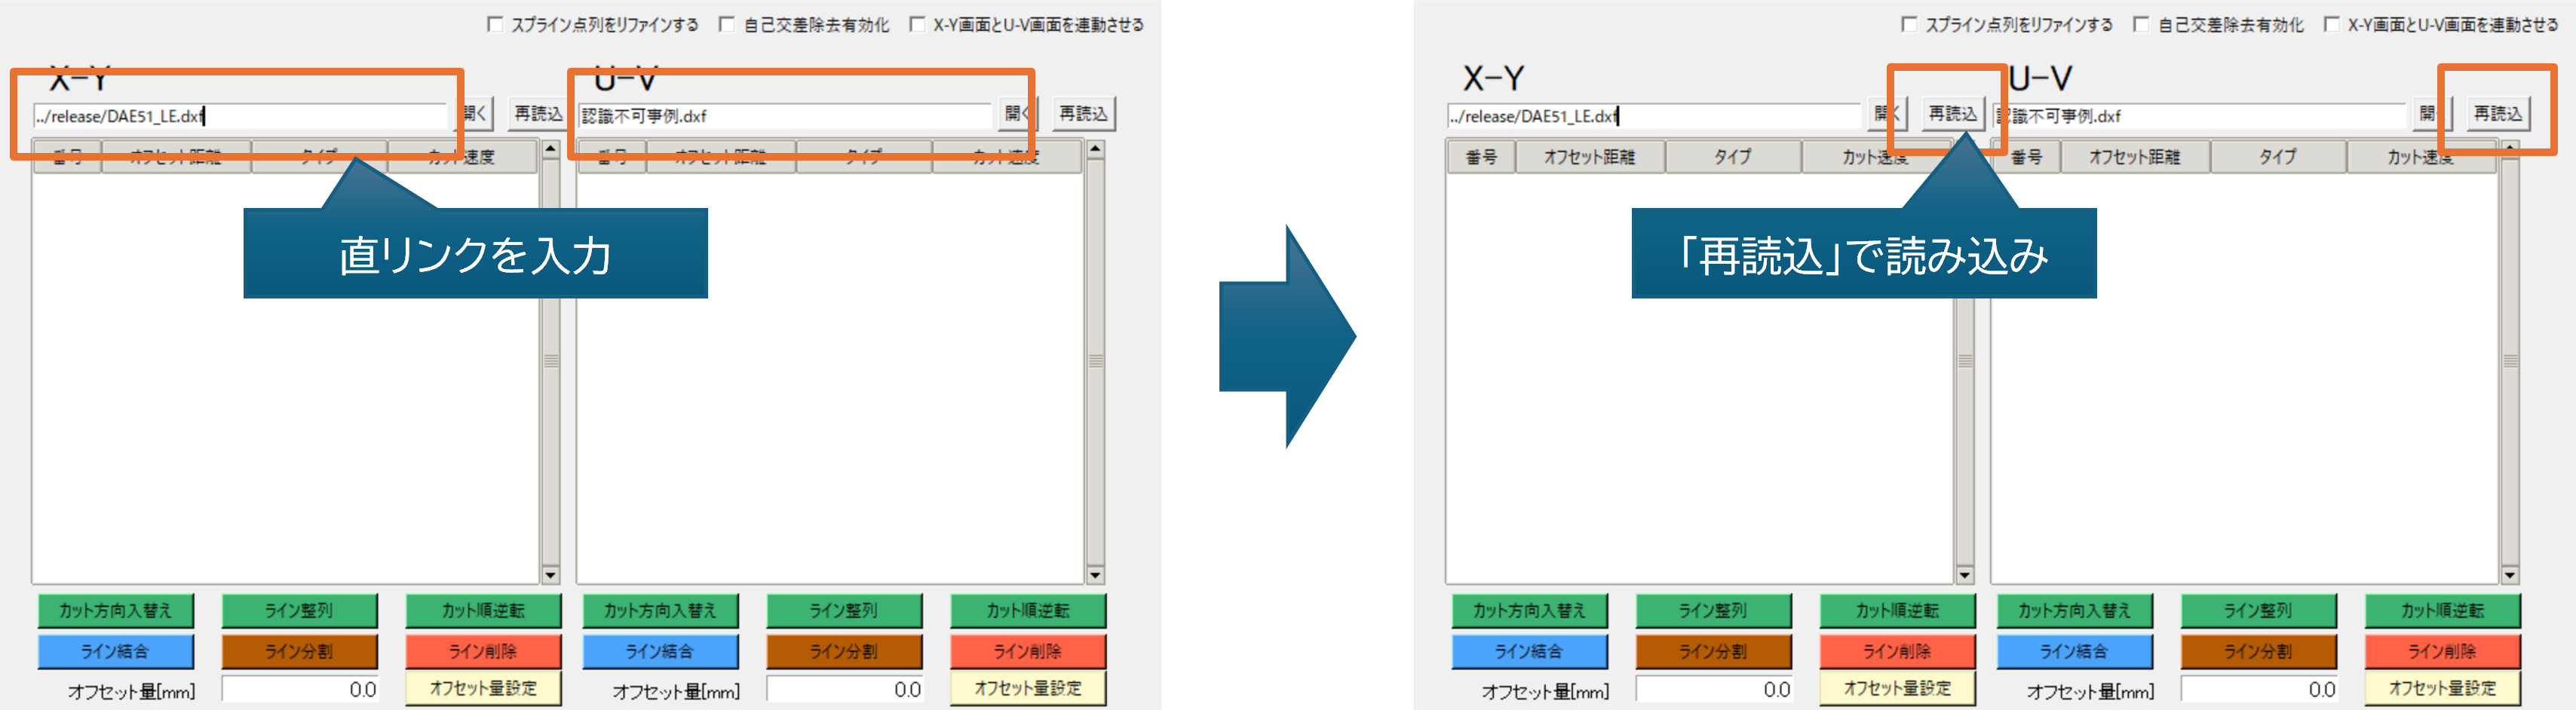 スプライン点列をリファインする 自己交差除去有効化 X-Y画面とU-V画面を連動させる
X-Y U-V
../release/DAE51_LE.dxf 開く 再読込 認識不可事例.dxf 開く 再読込
番号 オフセット距離 タイプ カット速度 番号 オフセット距離 タイプ カット速度
直リンクを入力
カット方向入替え ライン整列 カット順逆転 カット方向入替え ライン整列 カット順逆転
ライン結合 ライン分割 ライン削除 ライン結合 ライン分割 ライン削除
オフセット量[mm] 0.0 オフセット量設定 オフセット量[mm] 0.0 オフセット量設定
スプライン点列をリファインする 自己交差除去有効化 X-Y画面とU-V画面を連動させる
X-Y U-V
../release/DAE51_LE.dxf 開く 再読込 認識不可事例.dxf 開く 再読込
番号 オフセット距離 タイプ カット速度 番号 オフセット距離 タイプ カット速度
「再読込」で読み込み
カット方向入替え ライン整列 カット順逆転 カット方向入替え ライン整列 カット順逆転
ライン結合 ライン分割 ライン削除 ライン結合 ライン分割 ライン削除
オフセット量[mm] 0.0 オフセット量設定 オフセット量[mm] 0.0 オフセット量設定